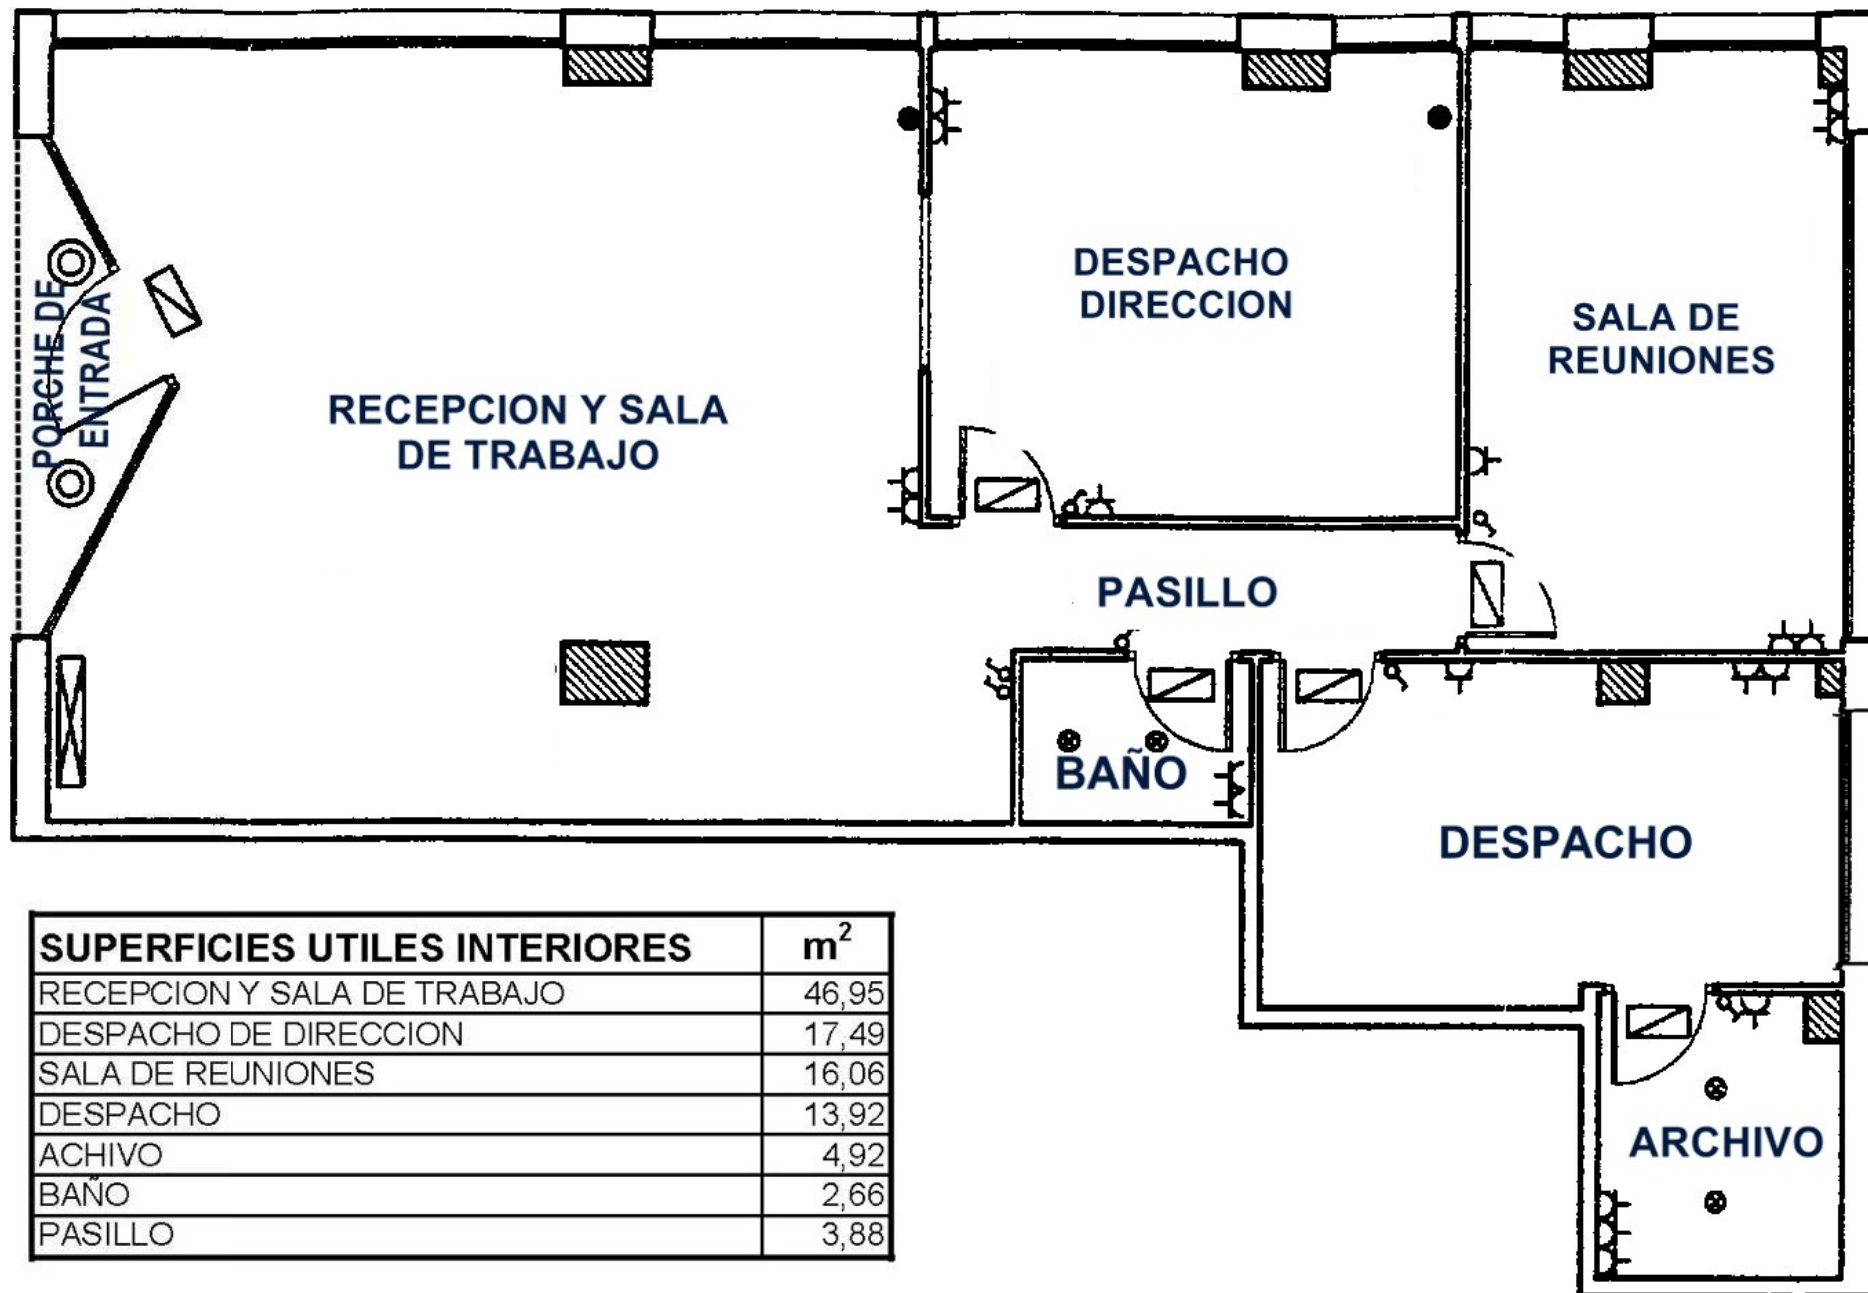 DESPACHO
DIRECCION
SALA DE
REUNIONES
PORCHE DE
ENTRADA
RECEPCION Y SALA
DE TRABAJO
PASILLO
BAÑO
DESPACHO
ARCHIVO
SUPERFICIES UTILES INTERIORES m²
RECEPCION Y SALA DE TRABAJO 46,95
DESPACHO DE DIRECCION 17,49
SALA DE REUNIONES 16,06
DESPACHO 13,92
ACHIVO 4,92
BAÑO 2,66
PASILLO 3,88